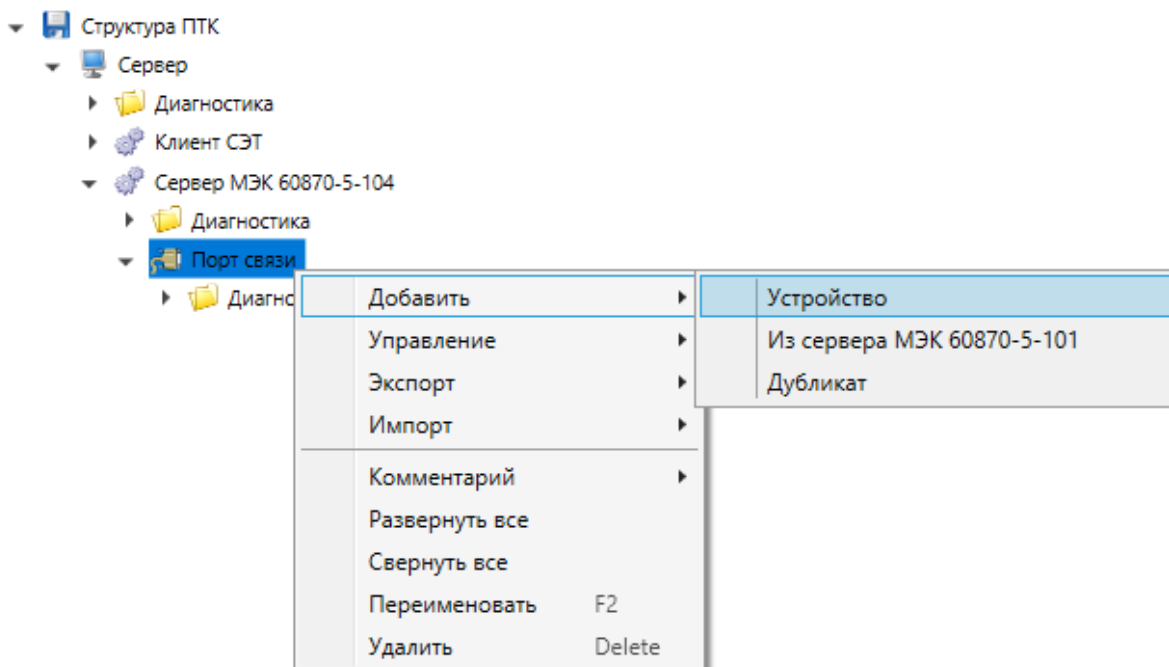 Структура ПТК
Сервер
Диагностика
Клиент СЭТ
Сервер МЭК 60870-5-104
Диагностика
Порт связи
Диагно
Добавить
Управление
Экспорт
Импорт
Комментарий
Развернуть все
Свернуть все
Переименовать F2
Удалить Delete
Устройство
Из сервера МЭК 60870-5-101
Дубликат